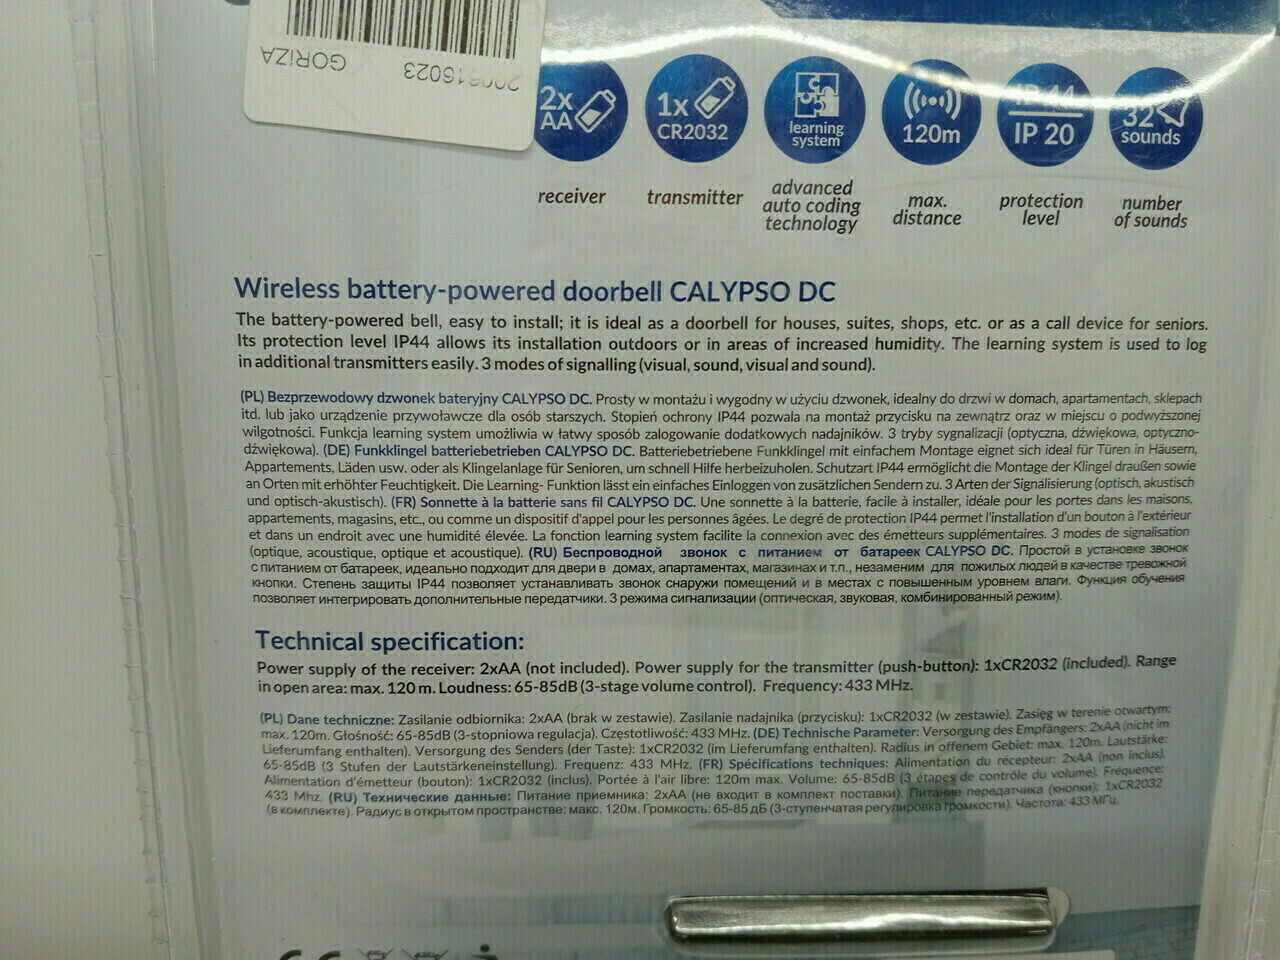 GORIZA
2x
AA
1x
CR2032
learning
system
120m
IP 44
IP 20
32
sounds
receiver
transmitter
advanced
auto coding
technology
max.
distance
protection
level
number
of sounds
Wireless battery-powered doorbell CALYPSO DC
The battery-powered bell, easy to install; it is ideal as a doorbell for houses, suites, shops, etc. or as a call device for seniors.
Its protection level IP44 allows its installation outdoors or in areas of increased humidity. The learning system is used to log
in additional transmitters easily. 3 modes of signalling (visual, sound, visual and sound).
(PL) Bezprzewodowy dzwonek bateryjny CALYPSO DC. Prosty w montażu i wygodny w użyciu dzwonek, idealny do drzwi w domach, apartamentach, sklepach
itd. lub jako urządzenie przywoławcze dla osób starszych. Stopień ochrony IP44 pozwala na montaż przycisku na zewnątrz oraz w miejscu o podwyższonej
wilgotności. Funkcja learning system umożliwia w łatwy sposób zalogowanie dodatkowych nadajników. 3 tryby sygnalizacji (optyczna, dźwiękowa, optyczno-
dźwiękowa). (DE) Funkklingel batteriebetrieben CALYPSO DC. Batteriebetriebene Funkklingel mit einfachem Montage eignet sich ideal für Türen in Häusern,
Appartements, Läden usw. oder als Klingelanlage für Senioren, um schnell Hilfe herbeizuholen. Schutzart IP44 ermöglicht die Montage der Klingel draußen sowie
an Orten mit erhöhter Feuchtigkeit. Die Learning- Funktion lässt ein einfaches Einloggen von zusätzlichen Sendern zu. 3 Arten der Signalisierung (optisch, akustisch
und optisch-akustisch). (FR) Sonnette à la batterie sans fil CALYPSO DC. Une sonnette à la batterie, facile à installer, idéale pour les portes dans les maisons,
appartements, magasins, etc., ou comme un dispositif d'appel pour les personnes âgées. Le degré de protection IP44 permet l'installation d'un bouton à l'extérieur
et dans un endroit avec une humidité élevée. La fonction learning system facilite la connexion avec des émetteurs supplémentaires. 3 modes de signalisation
(optique, acoustique, optique et acoustique). (RU) Беспроводной звонок с питанием от батареек CALYPSO DC. Простой в установке звонок
с питанием от батареек, идеально подходит для двери в домах, апартаментах, магазинах и т.п., незаменим для пожилых людей в качестве тревожной
кнопки. Степень защиты IP44 позволяет устанавливать звонок снаружи помещений и в местах с повышенным уровнем влаги. Функция обучения
позволяет интегрировать дополнительные передатчики. 3 режима сигнализации (оптическая, звуковая, комбинированный режим).
Technical specification:
Power supply of the receiver: 2xAA (not included). Power supply for the transmitter (push-button): 1xCR2032 (included). Range
in open area: max. 120 m. Loudness: 65-85dB (3-stage volume control). Frequency: 433 MHz.
(PL) Dane techniczne: Zasilanie odbiornika: 2xAA (brak w zestawie). Zasilanie nadajnika (przycisku): 1xCR2032 (w zestawie). Zasięg w terenie otwartym:
max. 120m. Głośność: 65-85dB (3-stopniowa regulacja). Częstotliwość: 433 MHz. (DE) Technische Parameter: Versorgung des Empfängers: 2xAA (nicht im
Lieferumfang enthalten). Versorgung des Senders (der Taste): 1xCR2032 (im Lieferumfang enthalten). Radius in offenem Gebiet: max. 120m. Lautstärke:
65-85dB (3 Stufen der Lautstärkeneinstellung). Frequenz: 433 MHz. (FR) Spécifications techniques: Alimentation du récepteur: 2xAA (non inclus).
Alimentation d'émetteur (bouton): 1xCR2032 (inclus). Portée à l'air libre: 120m max. Volume: 65-85dB (3 étapes de contrôle du volume). Fréquence:
433 Mhz. (RU) Технические данные: Питание приемника: 2xAA (не входит в комплект поставки). Питание передатчика (кнопки): 1xCR2032
(в комплекте). Радиус в открытом пространстве: макс. 120м. Громкость: 65-85 дБ (3-ступенчатая регулировка громкости). Частота: 433 МГц.